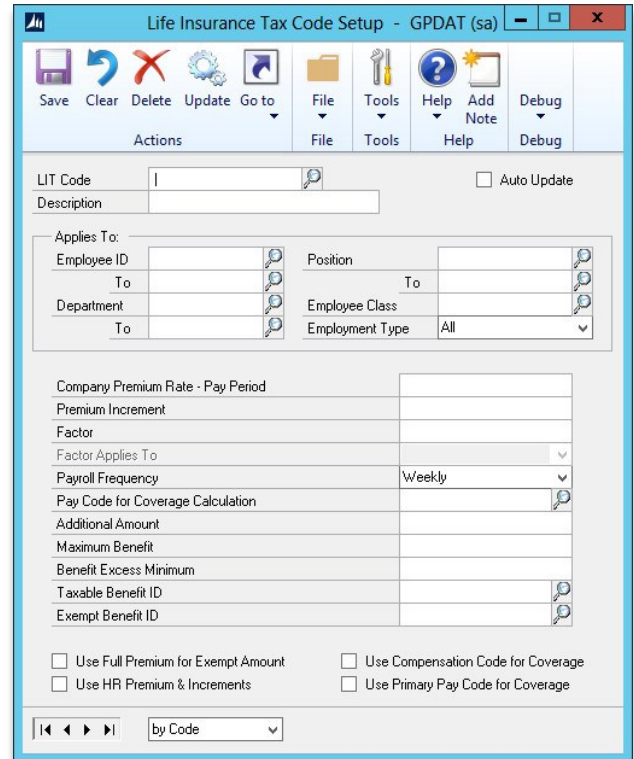 Life Insurance Tax Code Setup - GPDAT (sa)
Save Clear Delete Update Go to File Tools Help Add Note Debug
Actions File Tools Help Debug
LIT Code Auto Update
Description
Applies To:
Employee ID Position
To To
Department Employee Class
To Employment Type All
Company Premium Rate - Pay Period
Premium Increment
Factor
Factor Applies To
Payroll Frequency Weekly
Pay Code for Coverage Calculation
Additional Amount
Maximum Benefit
Benefit Excess Minimum
Taxable Benefit ID
Exempt Benefit ID
Use Full Premium for Exempt Amount Use Compensation Code for Coverage
Use HR Premium & Increments Use Primary Pay Code for Coverage
by Code